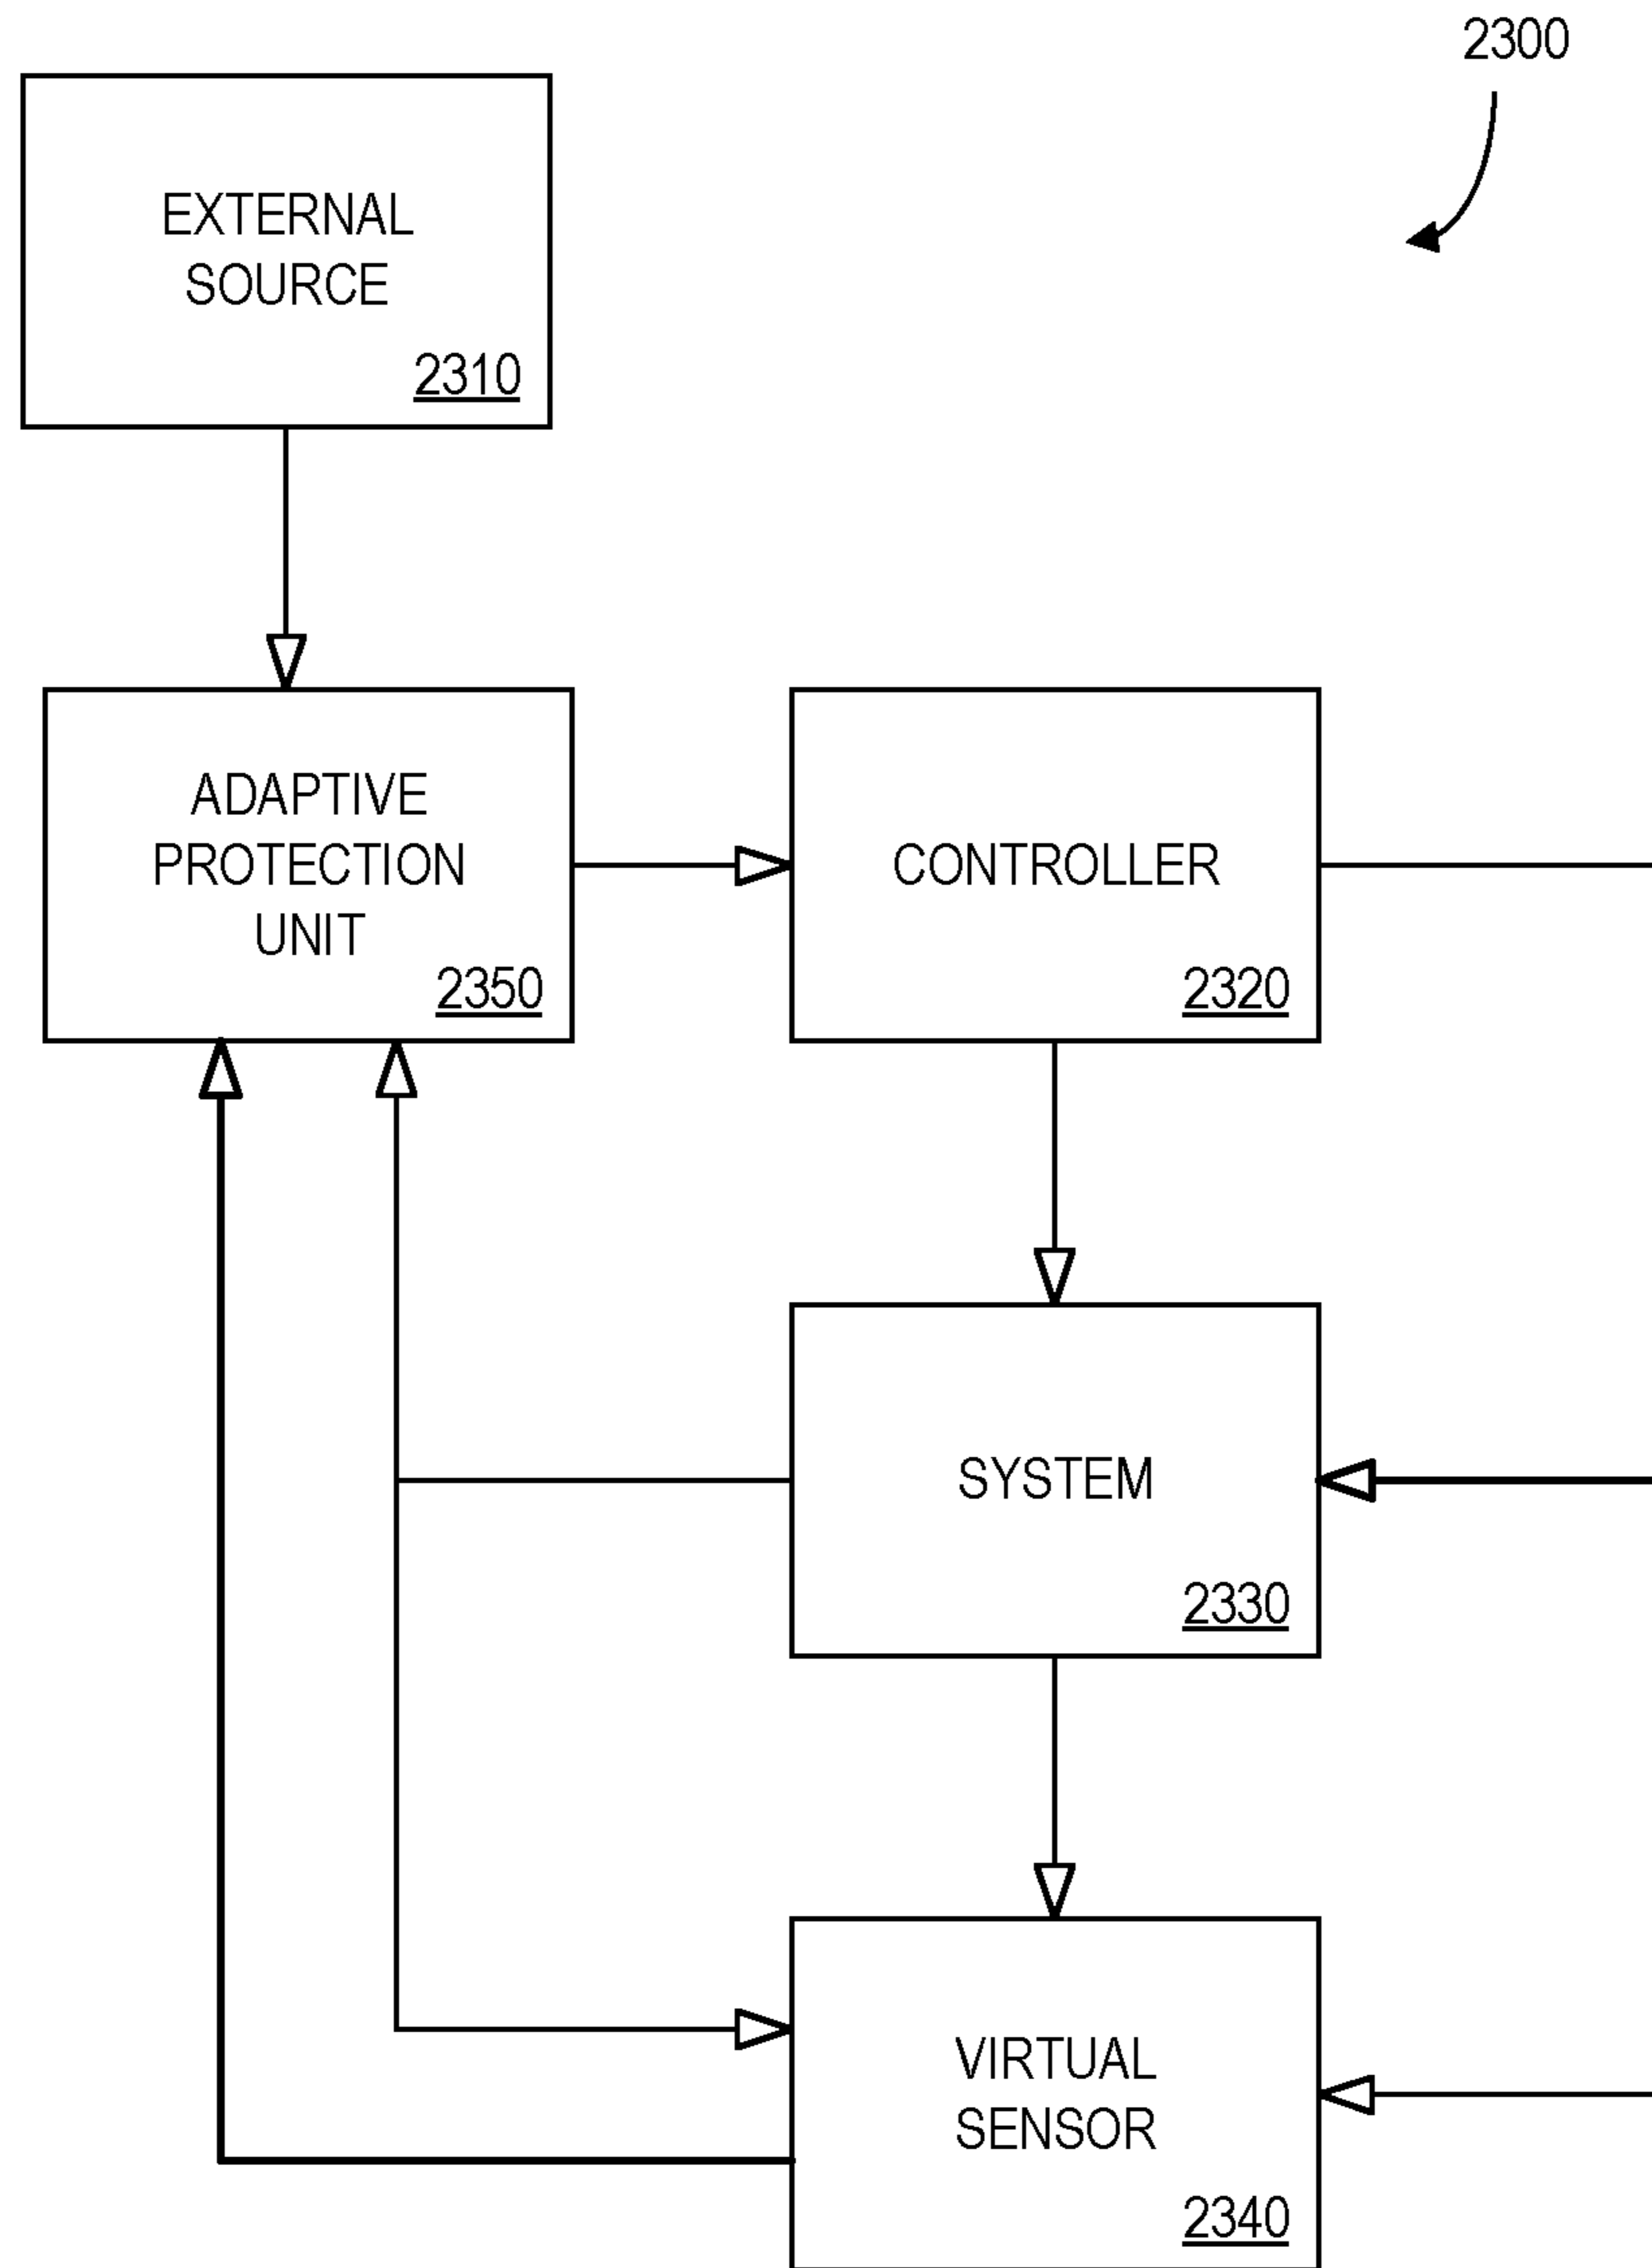 2300
EXTERNAL
SOURCE
2310
ADAPTIVE
PROTECTION
UNIT
2350
CONTROLLER
2320
SYSTEM
2330
VIRTUAL
SENSOR
2340